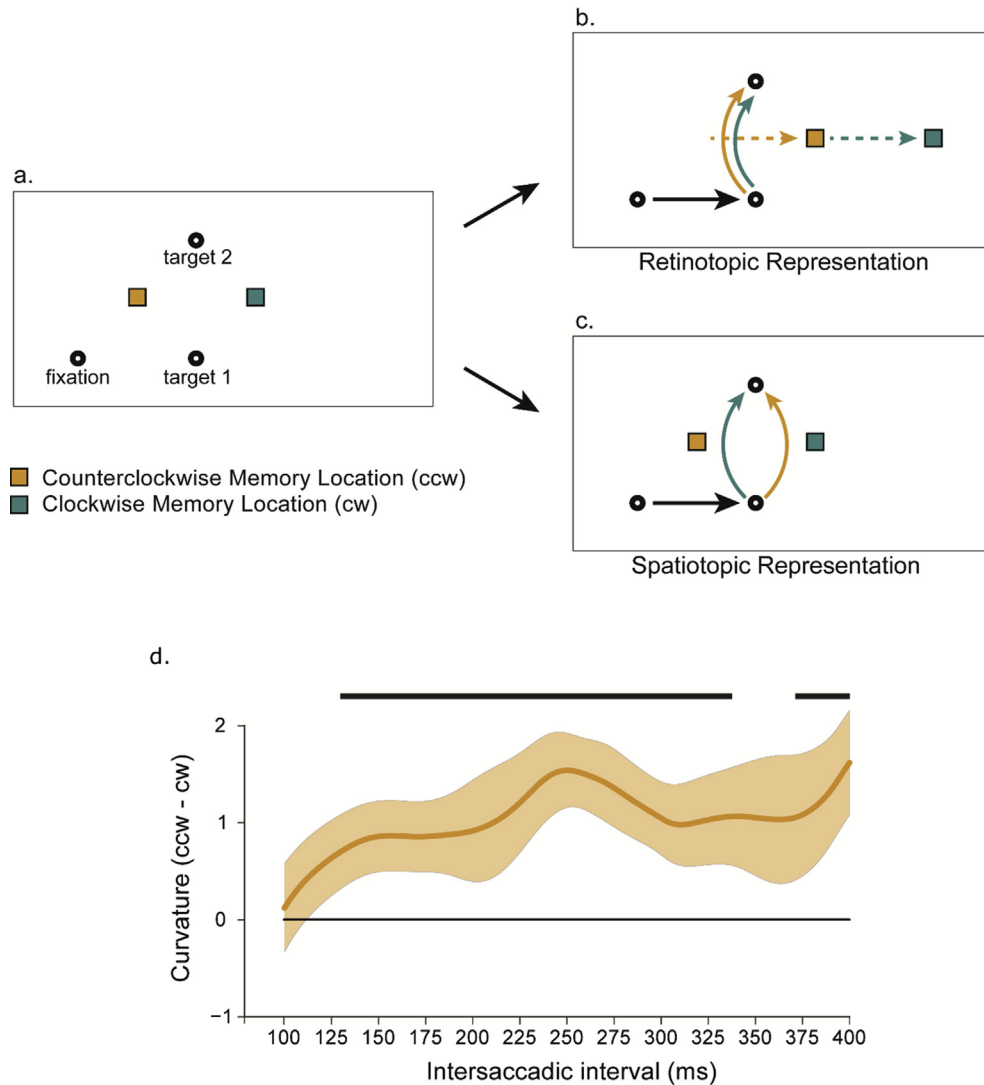 a.
target 2
fixation
target 1
Counterclockwise Memory Location (ccw)
Clockwise Memory Location (cw)
b.
Retinotopic Representation
c.
Spatiotopic Representation
d.
Curvature (ccw - cw)
2
1
0
−1
100 125 150 175 200 225 250 275 300 325 350 375 400
Intersaccadic interval (ms)